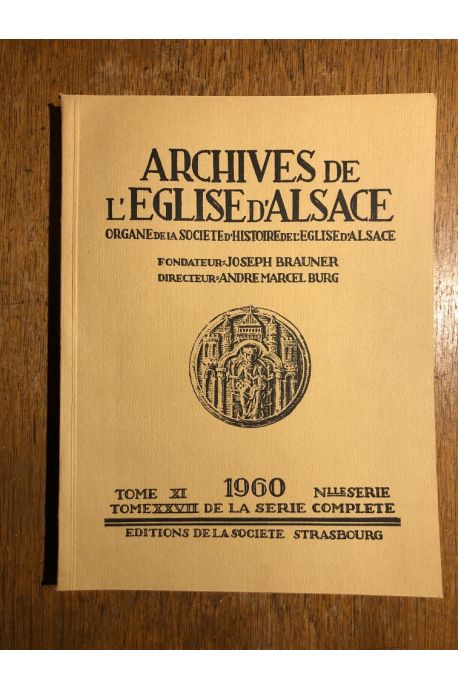 ARCHIVES DE
L'EGLISE D'ALSACE
ORGANE DE LA SOCIETE D'HISTOIRE DE L'EGLISE D'ALSACE
FONDATEUR: JOSEPH BRAUNER
DIRECTEUR: ANDRE MARCEL BURG
TOME XI 1960 NLLE SERIE
TOME XXVII DE LA SERIE COMPLETE
EDITIONS DE LA SOCIETE STRASBOURG